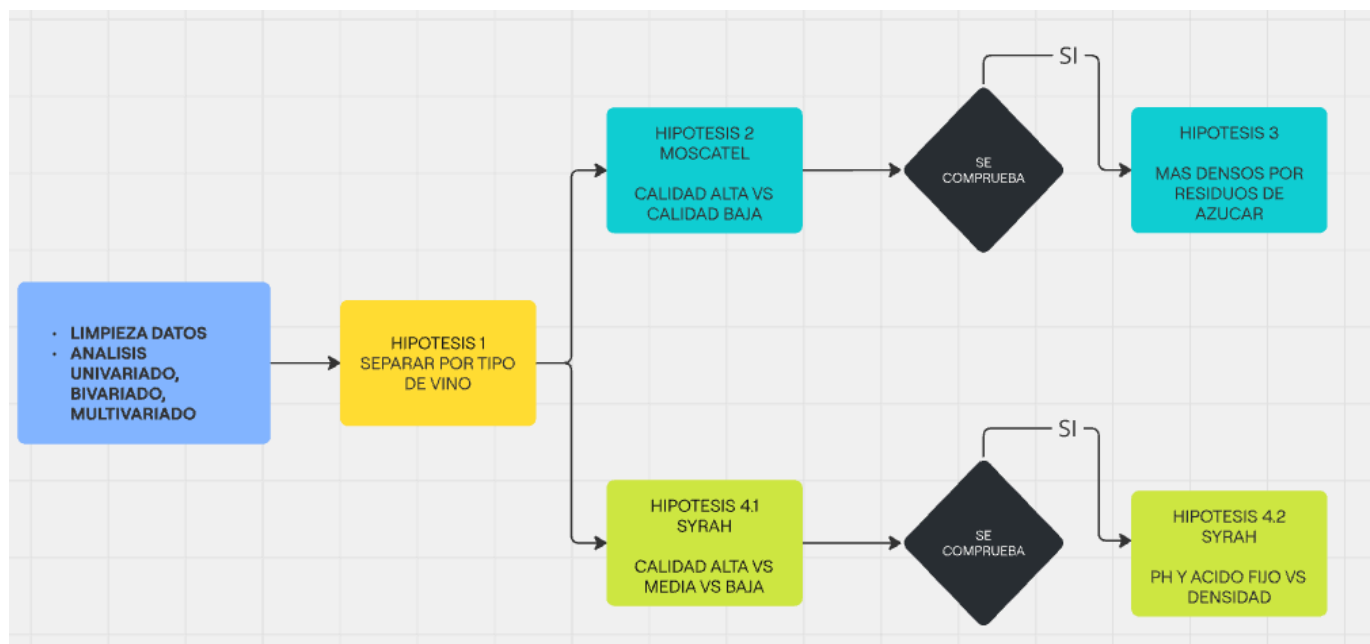 · LIMPIEZA DATOS
· ANALISIS
UNIVARIADO,
BIVARIADO,
MULTIVARIADO
HIPOTESIS 1
SEPARAR POR TIPO
DE VINO
HIPOTESIS 2
MOSCATEL
CALIDAD ALTA VS
CALIDAD BAJA
SE
COMPRUEBA
SI
HIPOTESIS 3
MAS DENSOS POR
RESIDUOS DE
AZUCAR
HIPOTESIS 4.1
SYRAH
CALIDAD ALTA VS
MEDIA VS BAJA
SE
COMPRUEBA
SI
HIPOTESIS 4.2
SYRAH
PH Y ACIDO FIJO VS
DENSIDAD